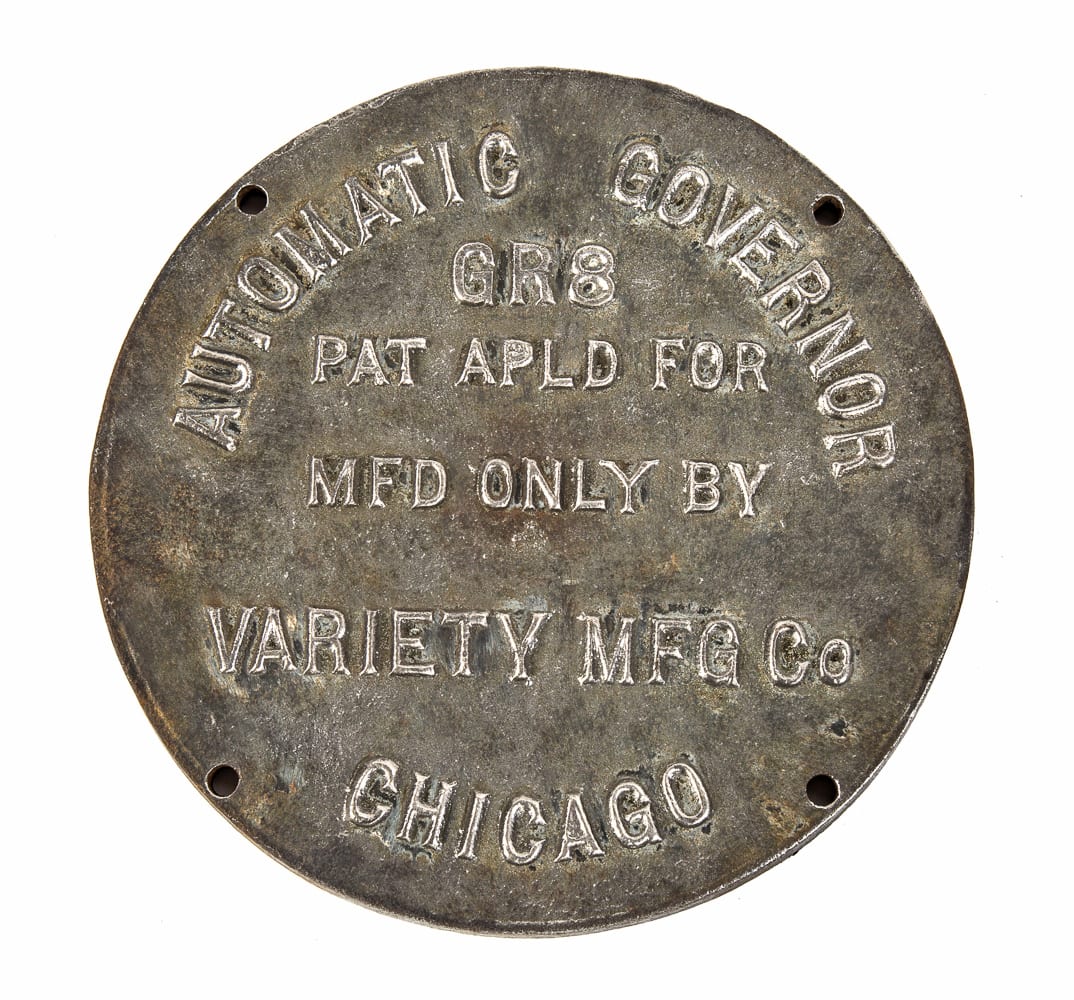 AUTOMATIC GOVERNOR
GR8
PAT APLD FOR
MFD ONLY BY
VARIETY MFG Co
CHICAGO